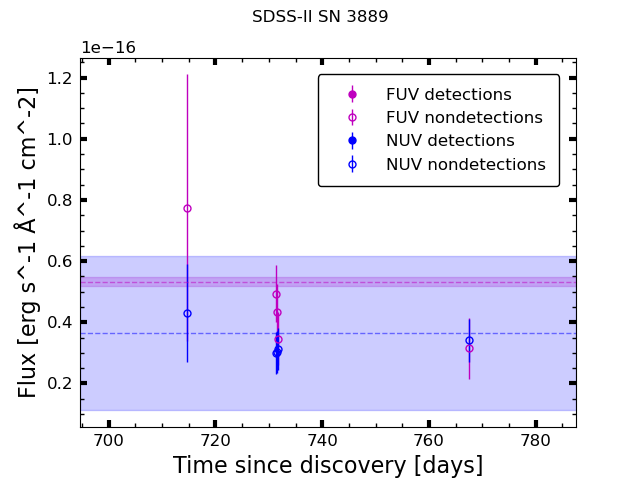 SDSS-II SN 3889
1e−16
FUV detections
FUV nondetections
NUV detections
NUV nondetections
1.2
1.0
0.8
0.6
0.4
0.2
Flux [erg s^-1 Å^-1 cm^-2]
700 720 740 760 780
Time since discovery [days]